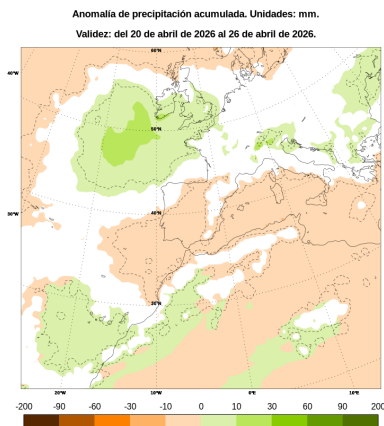 Anomalía de precipitación acumulada. Unidades: mm.
Validez: del 20 de abril de 2026 al 26 de abril de 2026.
60°N
40°W
50°N
30°W
40°N
30°N
20°W 10°W 0°E 10°E
-200 -90 -60 -30 -10 0 10 30 60 90 200